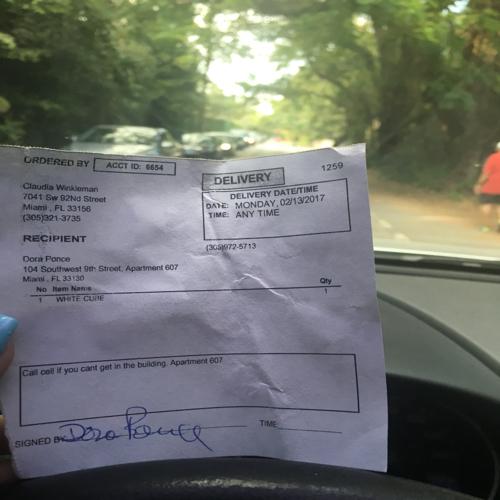 ORDERED BY ACCT ID: 6654
DELIVERY 1259
Claudia Winkleman
7041 Sw 92Nd Street
Miami , FL 33156
(305)321-3735
DELIVERY DATE/TIME
DATE: MONDAY, 02/13/2017
TIME: ANY TIME
RECIPIENT
(305)972-5713
Dora Ponce
104 Southwest 9th Street, Apartment 607
Miami , FL 33130
No Item Name Qty
1 WHITE CUBE 1
Call cell if you cant get in the building. Apartment 607
SIGNED BY Dora Ponce TIME